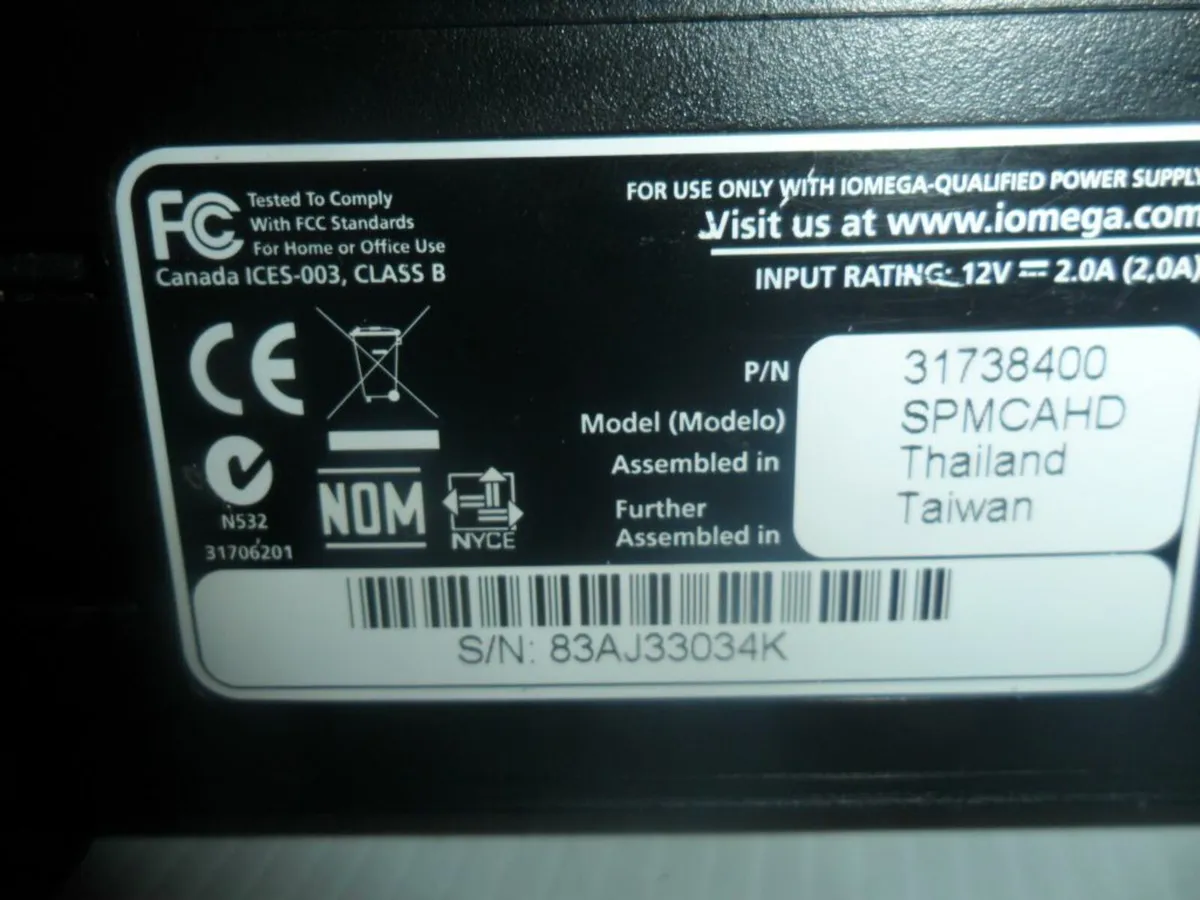 FC Tested To Comply
With FCC Standards
For Home or Office Use
Canada ICES-003, CLASS B
FOR USE ONLY WITH IOMEGA-QUALIFIED POWER SUPPLY
Visit us at www.iomega.com
INPUT RATING: 12V ⎓ 2.0A (2,0A)
CE
N532
31706201
NOM
NYCE
P/N 31738400
Model (Modelo) SPMCAHD
Assembled in Thailand
Further Taiwan
Assembled in
S/N: 83AJ33034K